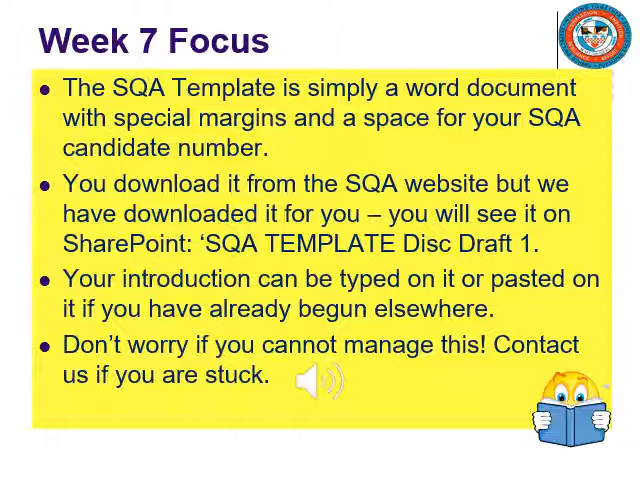 Week 7 Focus
The SQA Template is simply a word document
with special margins and a space for your SQA
candidate number.
You download it from the SQA website but we
have downloaded it for you – you will see it on
SharePoint: ‘SQA TEMPLATE Disc Draft 1.
Your introduction can be typed on it or pasted on
it if you have already begun elsewhere.
Don’t worry if you cannot manage this! Contact
us if you are stuck.